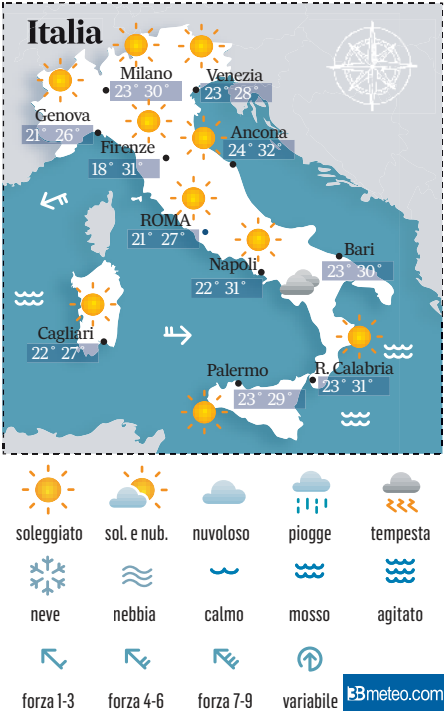 Italia
Milano
23° 30°
Venezia
23° 28°
Genova
21° 26°
Firenze
18° 31°
Ancona
24° 32°
ROMA
21° 27°
Napoli
22° 31°
Bari
23° 30°
Cagliari
22° 27°
Palermo
23° 29°
R. Calabria
23° 31°
soleggiato sol. e nub. nuvoloso piogge tempesta
neve nebbia calmo mosso agitato
forza 1-3 forza 4-6 forza 7-9 variabile
3Bmeteo.com